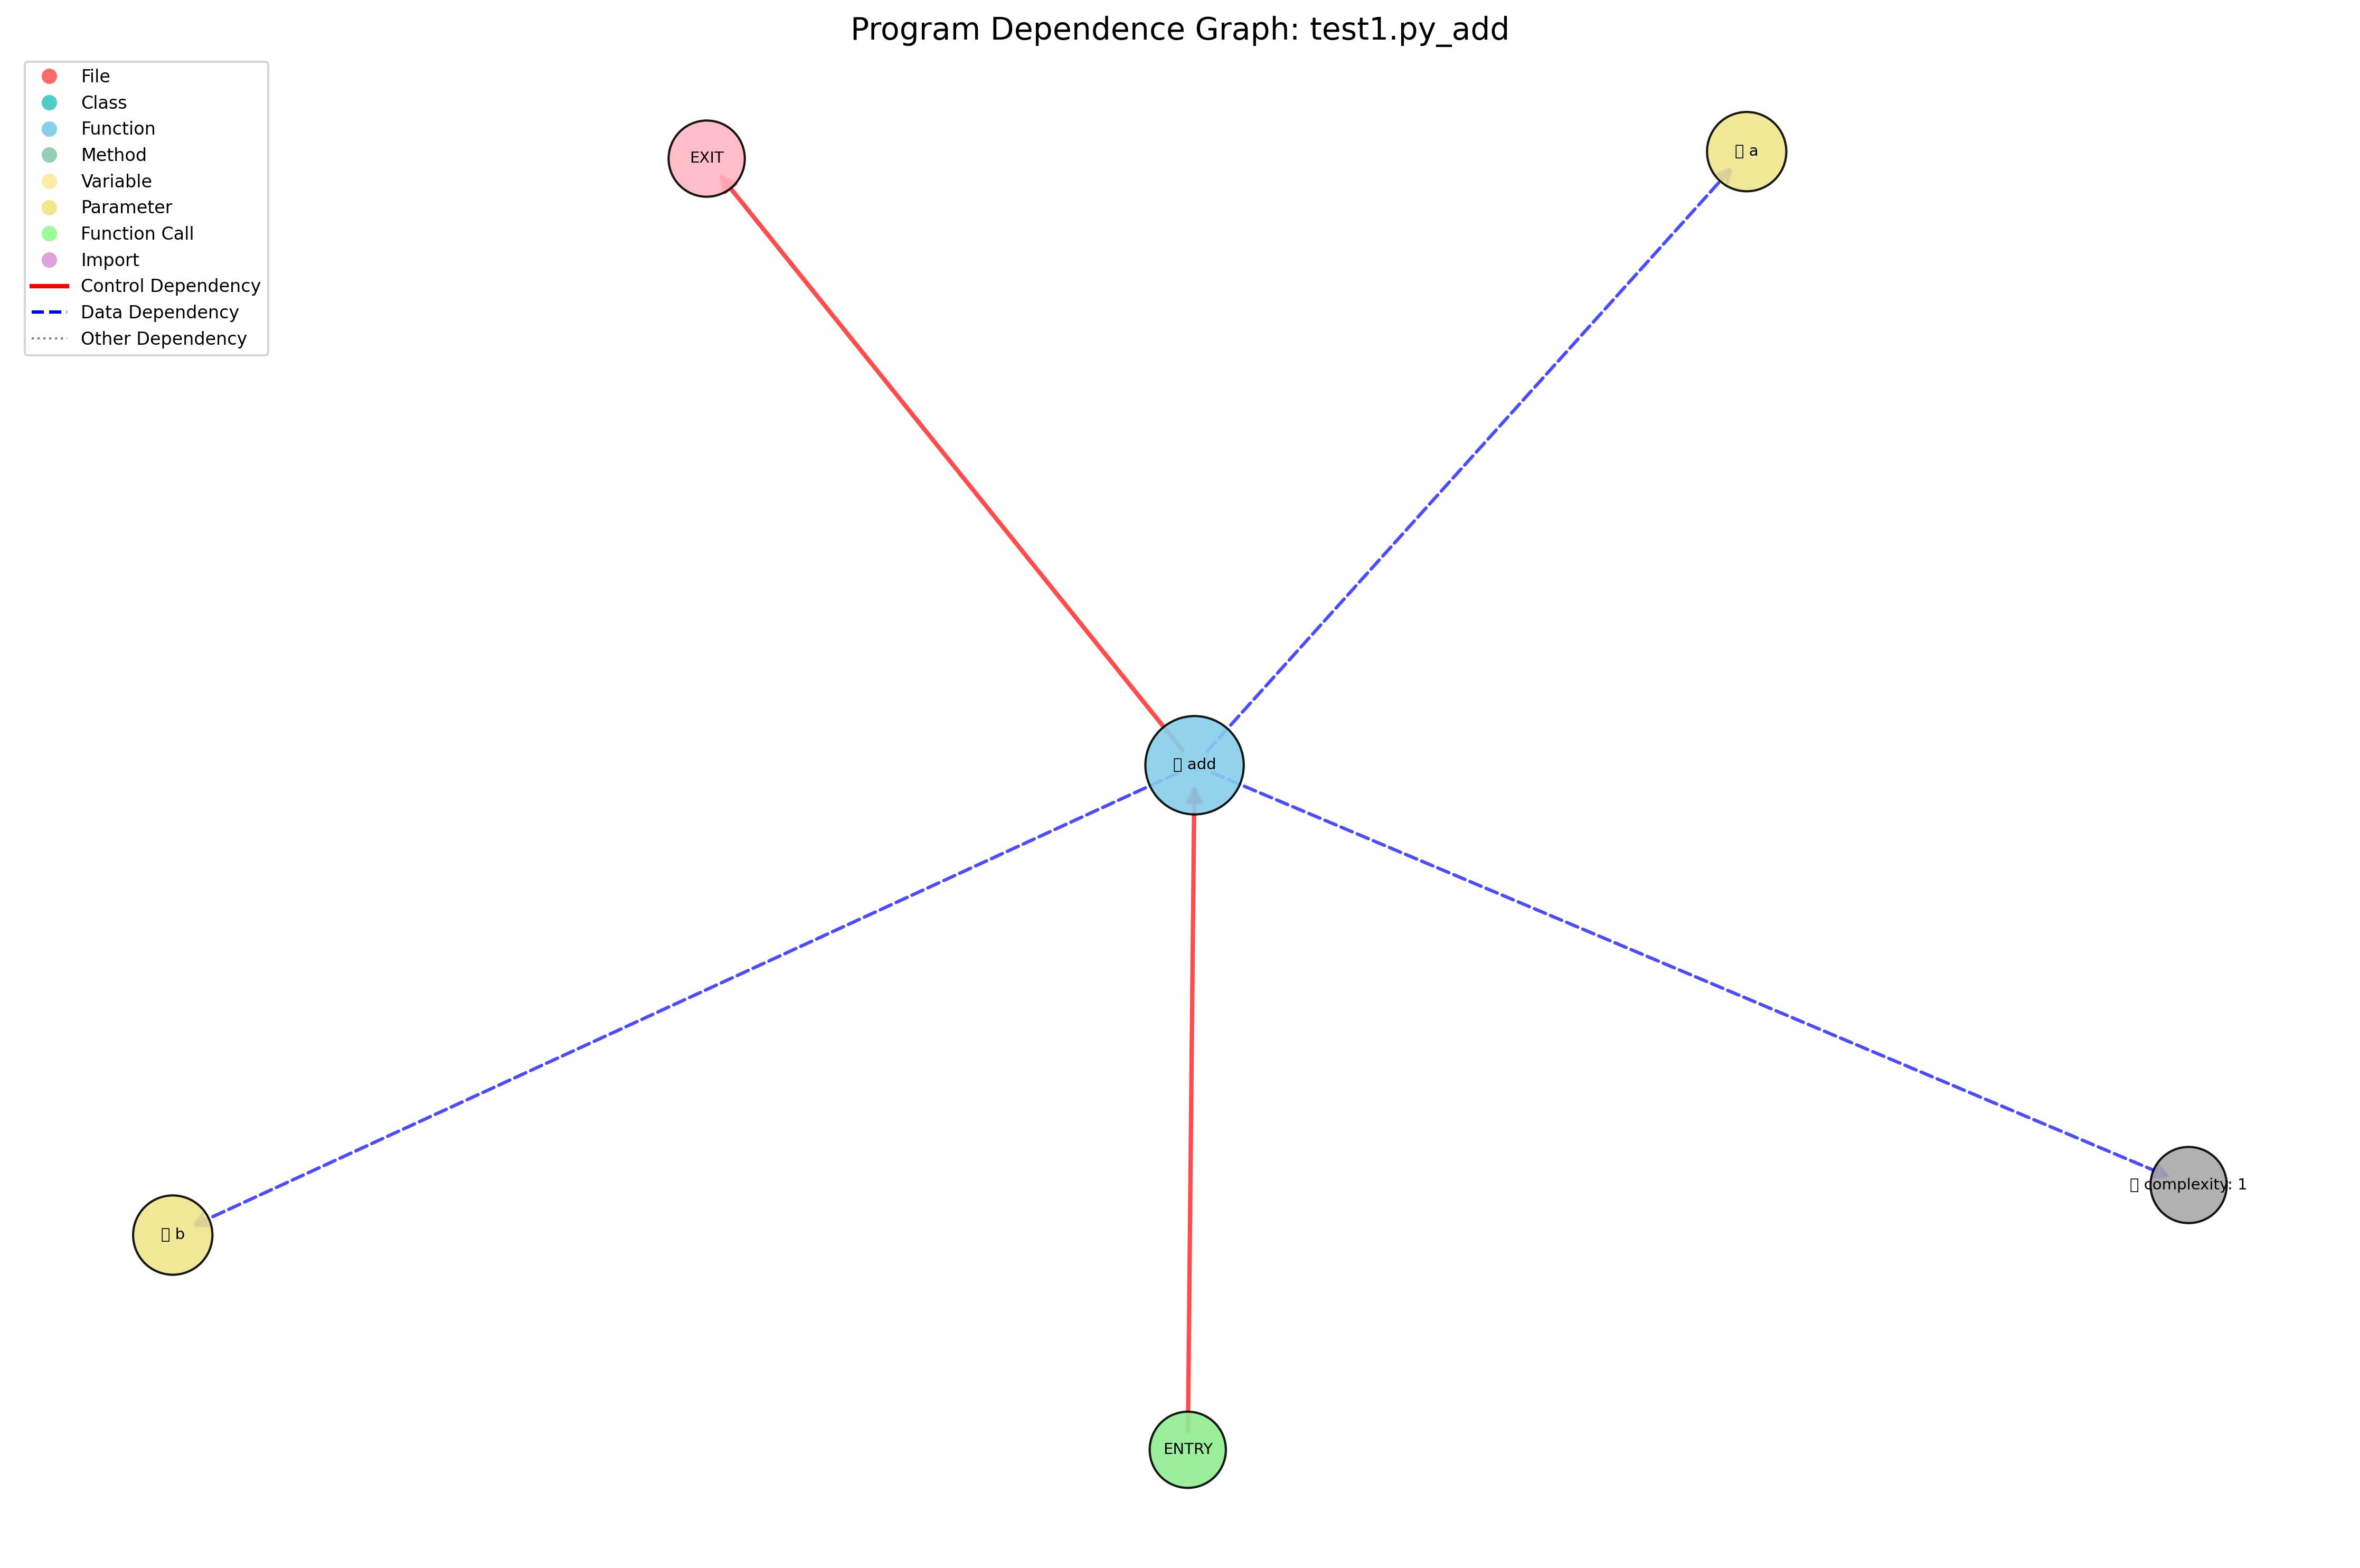 Program Dependence Graph: test1.py_add
File
Class
Function
Method
Variable
Parameter
Function Call
Import
Control Dependency
Data Dependency
Other Dependency
EXIT
▯ a
▯ add
▯ complexity: 1
▯ b
ENTRY